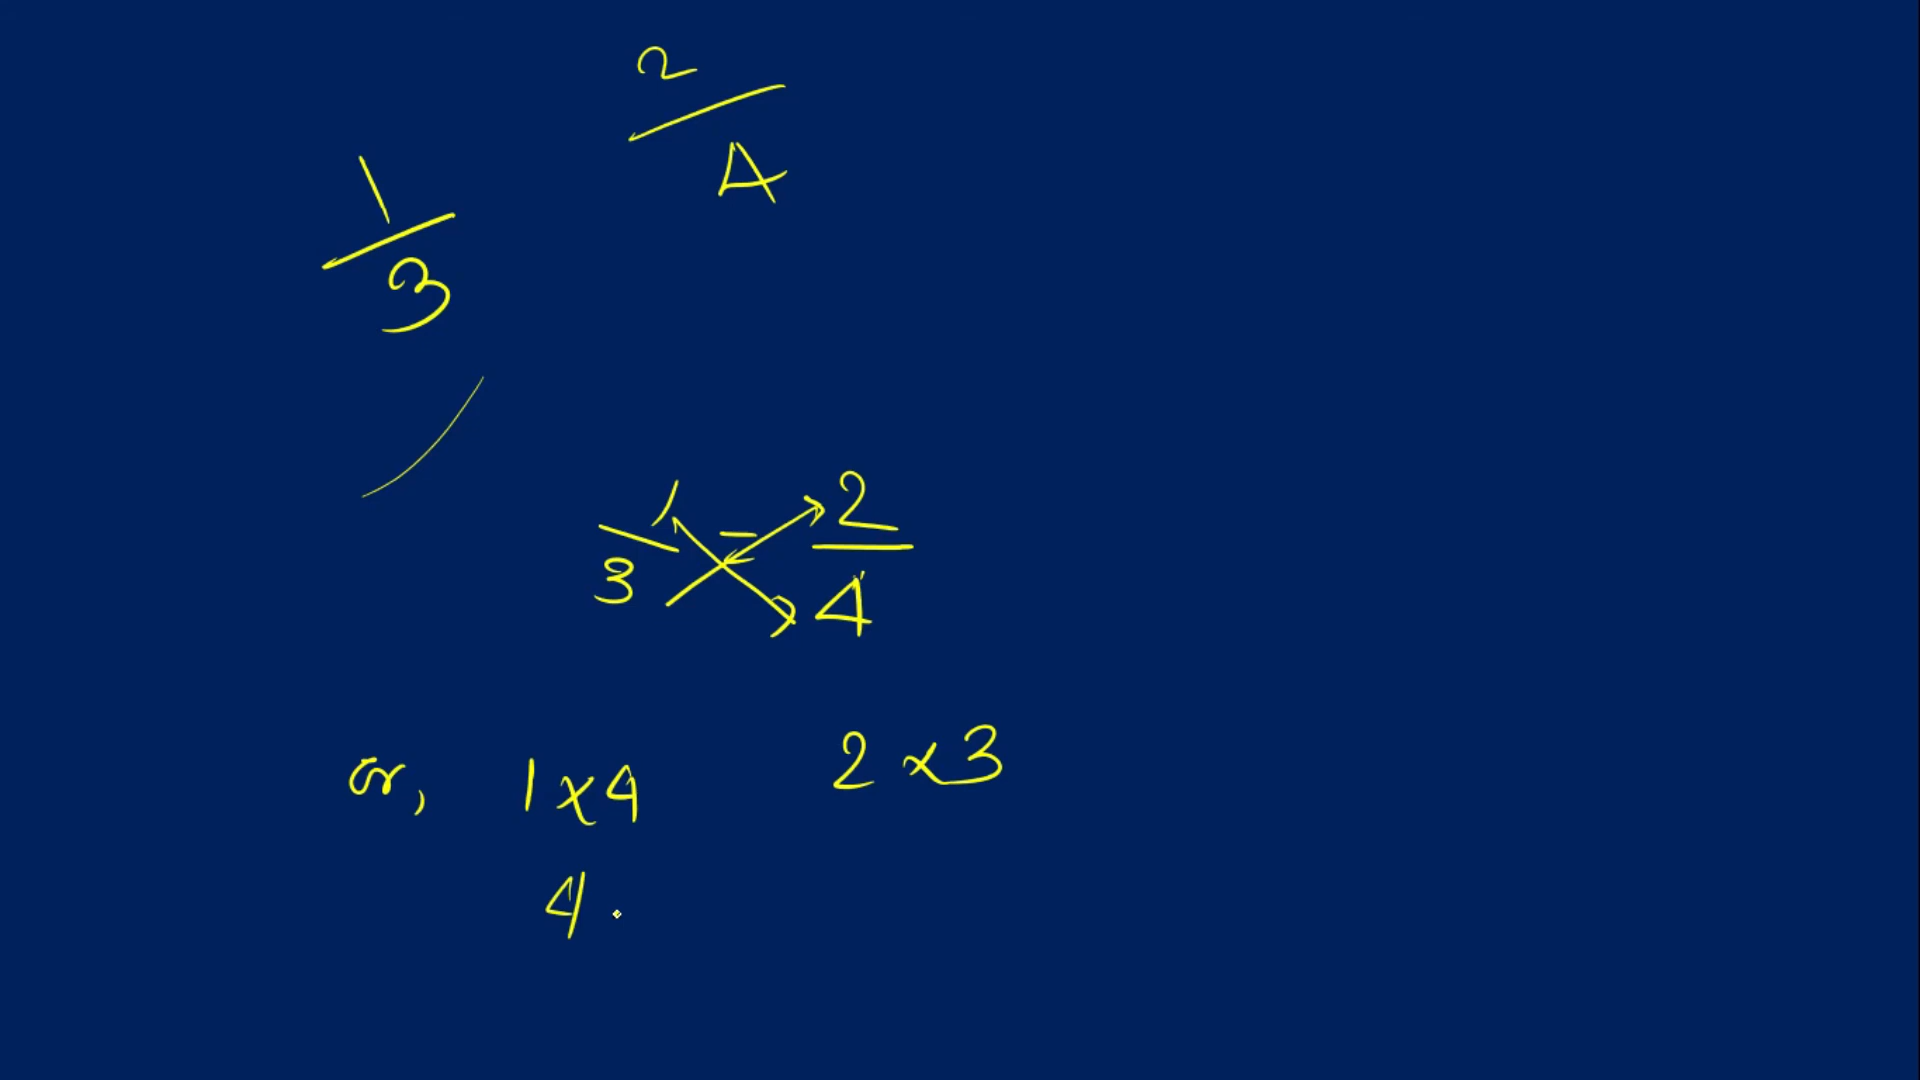 2/4
1/3
1/3 = 2/4
or, 1x4 2x3
4.